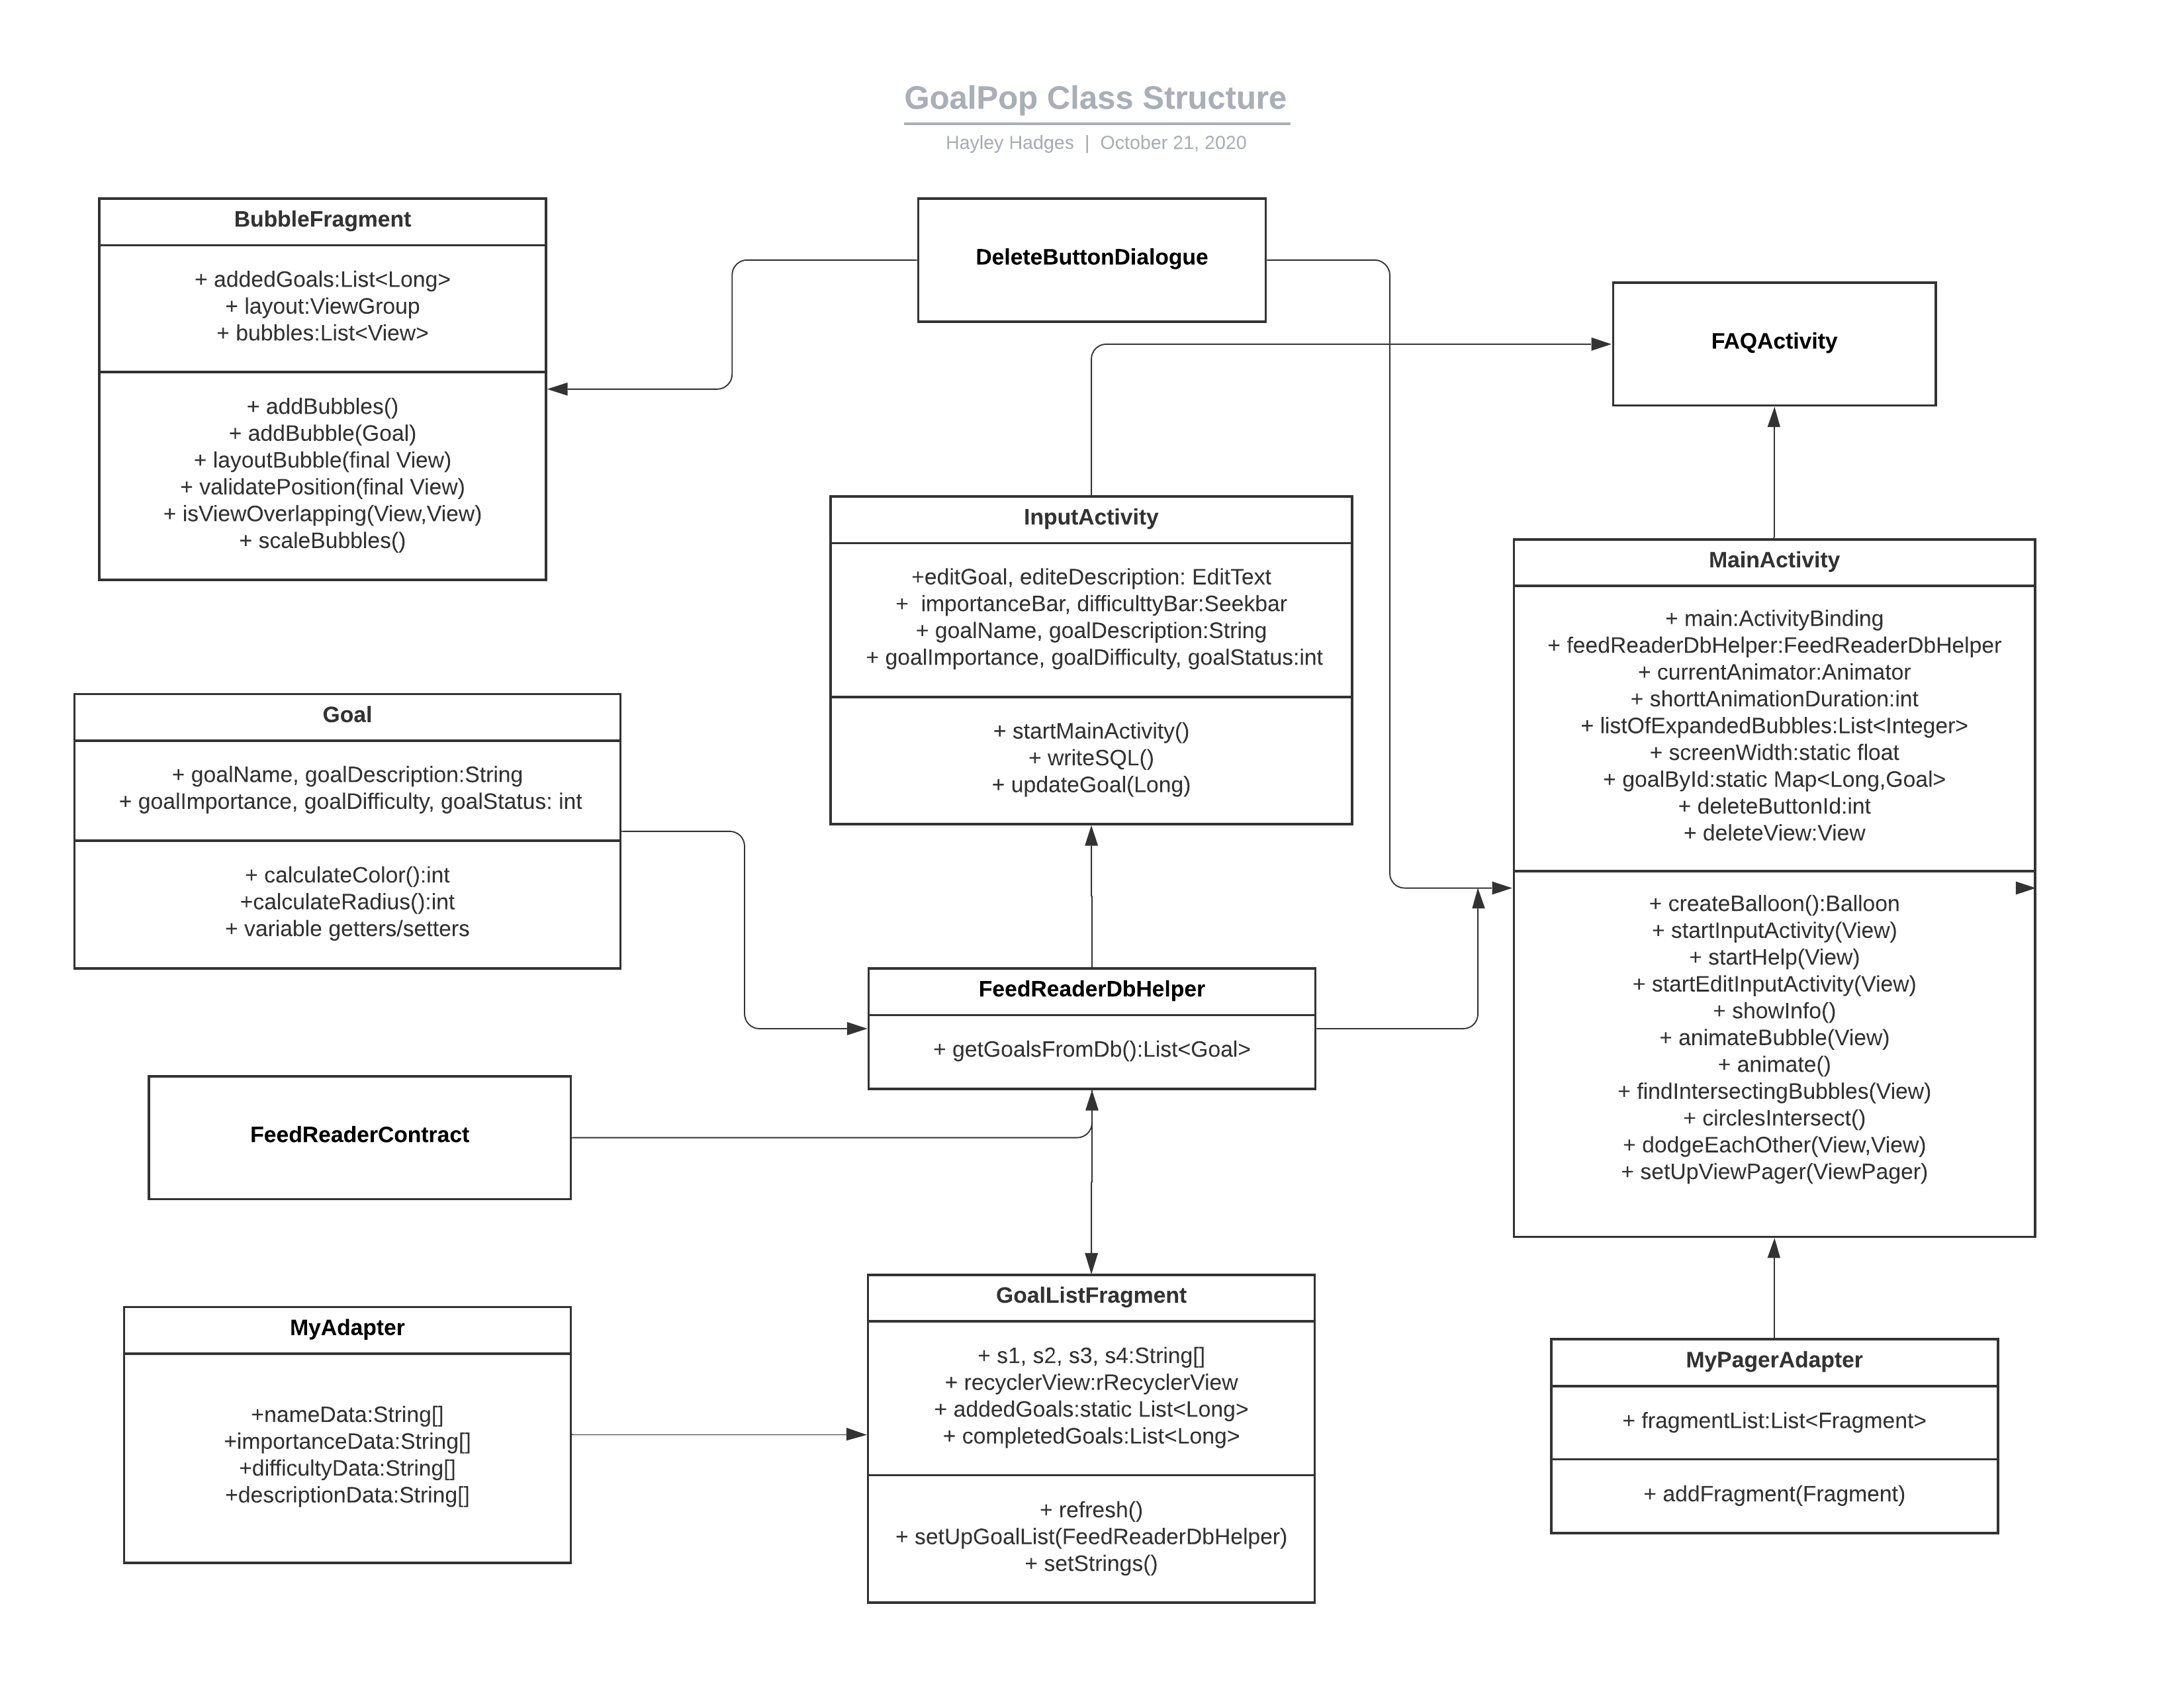 GoalPop Class Structure
Hayley Hadges | October 21, 2020
BubbleFragment
+ addedGoals:List<Long>
+ layout:ViewGroup
+ bubbles:List<View>
+ addBubbles()
+ addBubble(Goal)
+ layoutBubble(final View)
+ validatePosition(final View)
+ isViewOverlapping(View,View)
+ scaleBubbles()
DeleteButtonDialogue
FAQActivity
InputActivity
+editGoal, editeDescription: EditText
+  importanceBar, difficulttyBar:Seekbar
+ goalName, goalDescription:String
+ goalImportance, goalDifficulty, goalStatus:int
+ startMainActivity()
+ writeSQL()
+ updateGoal(Long)
MainActivity
+ main:ActivityBinding
+ feedReaderDbHelper:FeedReaderDbHelper
+ currentAnimator:Animator
+ shorttAnimationDuration:int
+ listOfExpandedBubbles:List<Integer>
+ screenWidth:static float
+ goalById:static Map<Long,Goal>
+ deleteButtonId:int
+ deleteView:View
+ createBalloon():Balloon
+ startInputActivity(View)
+ startHelp(View)
+ startEditInputActivity(View)
+ showInfo()
+ animateBubble(View)
+ animate()
+ findIntersectingBubbles(View)
+ circlesIntersect()
+ dodgeEachOther(View,View)
+ setUpViewPager(ViewPager)
Goal
+ goalName, goalDescription:String
+ goalImportance, goalDifficulty, goalStatus: int
+ calculateColor():int
+calculateRadius():int
+ variable getters/setters
FeedReaderDbHelper
+ getGoalsFromDb():List<Goal>
FeedReaderContract
MyAdapter
+nameData:String[]
+importanceData:String[]
+difficultyData:String[]
+descriptionData:String[]
GoalListFragment
+ s1, s2, s3, s4:String[]
+ recyclerView:rRecyclerView
+ addedGoals:static List<Long>
+ completedGoals:List<Long>
+ refresh()
+ setUpGoalList(FeedReaderDbHelper)
+ setStrings()
MyPagerAdapter
+ fragmentList:List<Fragment>
+ addFragment(Fragment)